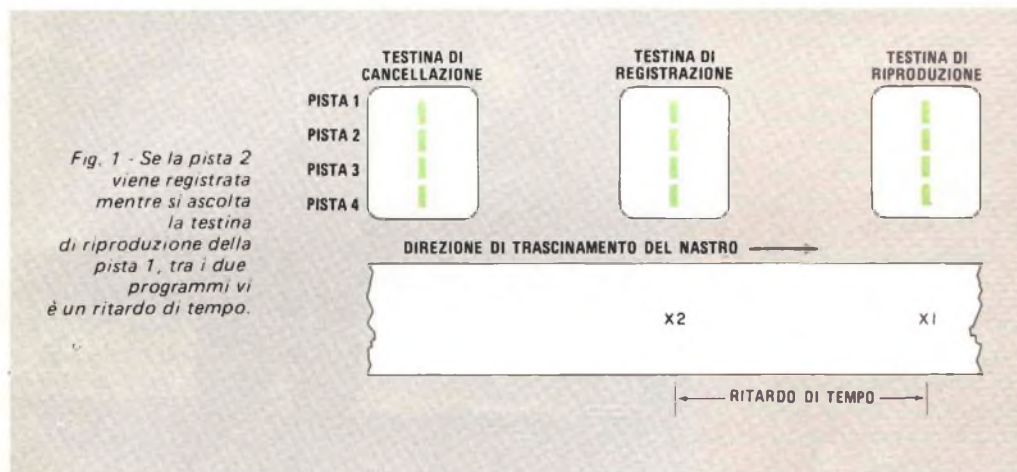 TESTINA DI
CANCELLAZIONE
TESTINA DI
REGISTRAZIONE
TESTINA DI
RIPRODUZIONE
PISTA 1
PISTA 2
PISTA 3
PISTA 4
Fig. 1 - Se la pista 2
viene registrata
mentre si ascolta
la testina
di riproduzione della
pista 1, tra i due
programmi vi
è un ritardo di tempo.
DIREZIONE DI TRASCINAMENTO DEL NASTRO
X2
X1
RITARDO DI TEMPO